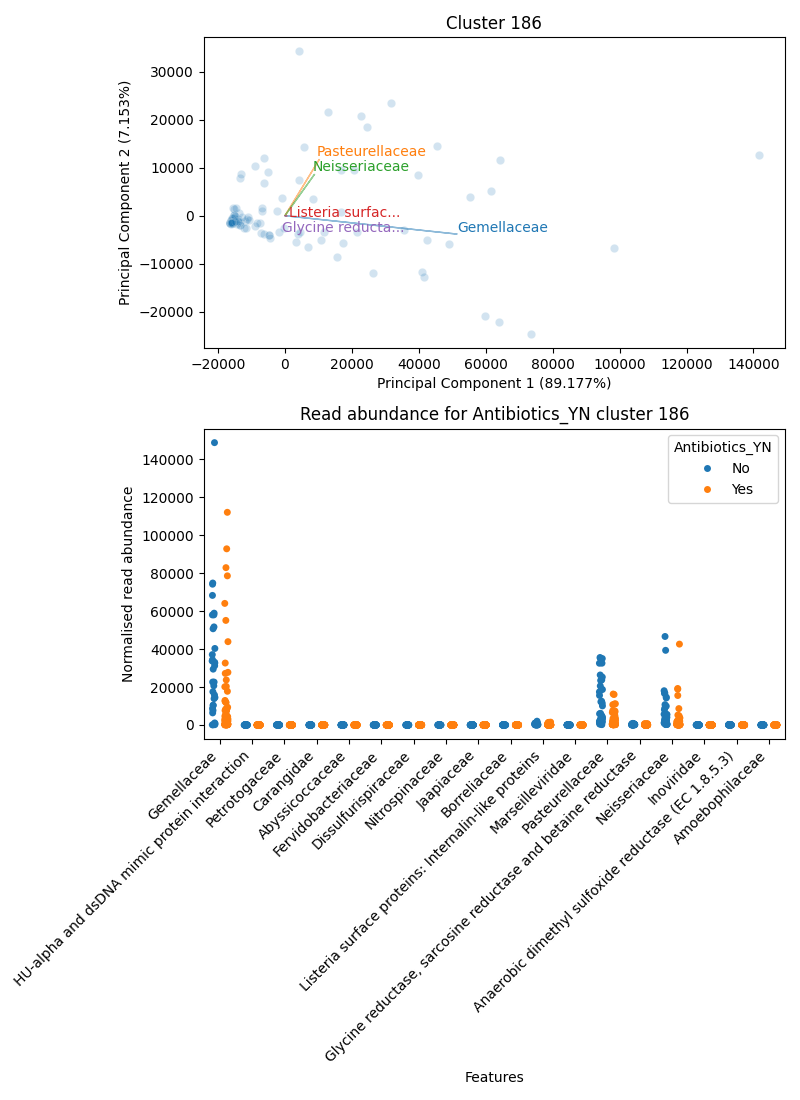 Cluster 186
Principal Component 2 (7.153%)
30000
20000
10000
0
−10000
−20000
Pasteurellaceae
Neisseriaceae
Listeria surfac...
Glycine reducta...
Gemellaceae
−20000 0 20000 40000 60000 80000 100000 120000 140000
Principal Component 1 (89.177%)
Read abundance for Antibiotics_YN cluster 186
Normalised read abundance
140000
120000
100000
80000
60000
40000
20000
0
Antibiotics_YN
No
Yes
Gemellaceae
HU-alpha and dsDNA mimic protein interaction
Petrotogaceae
Carangidae
Abyssicoccaceae
Fervidobacteriaceae
Dissulfurispiraceae
Nitrospinaceae
Jaapiaceae
Borreliaceae
Listeria surface proteins: Internalin-like proteins
Marseilleviridae
Pasteurellaceae
Glycine reductase, sarcosine reductase and betaine reductase
Neisseriaceae
Inoviridae
Anaerobic dimethyl sulfoxide reductase (EC 1.8.5.3)
Amoebophilaceae
Features